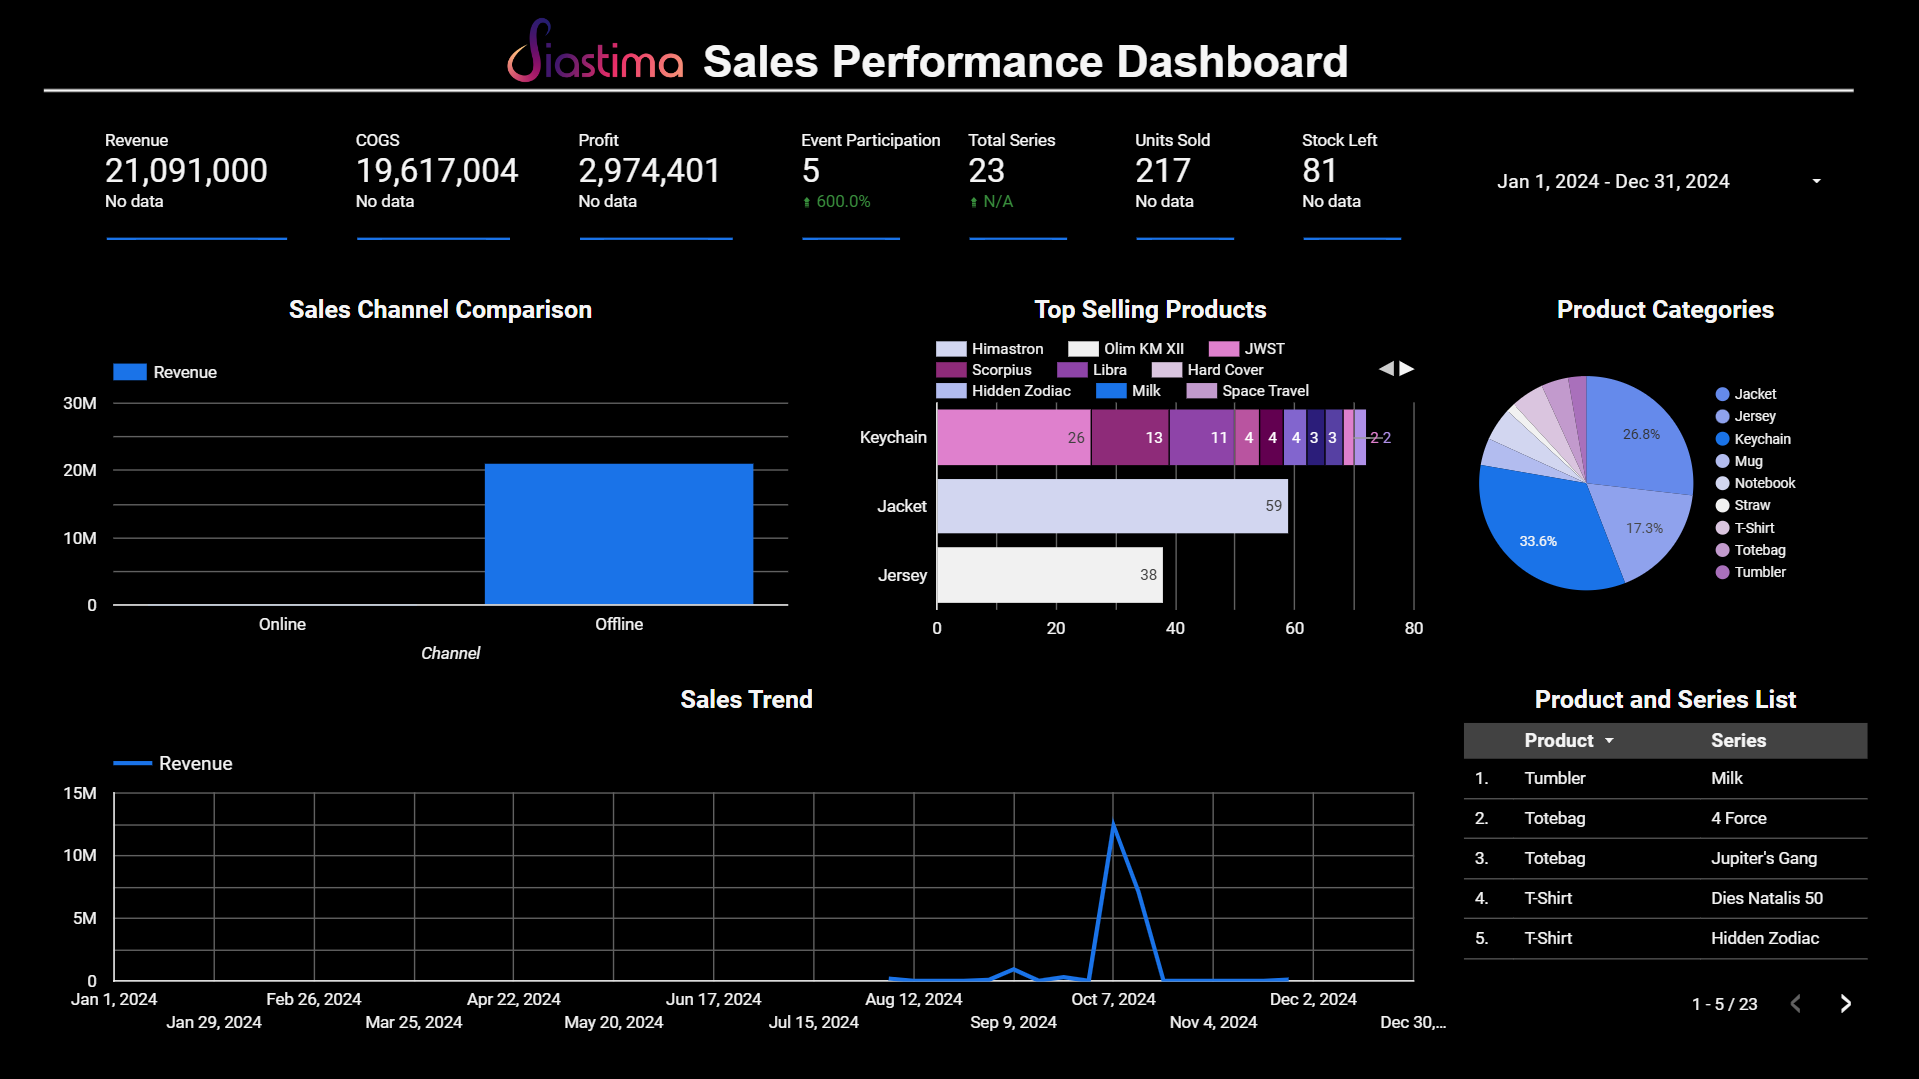 Siastima Sales Performance Dashboard
Revenue
21,091,000
No data
COGS
19,617,004
No data
Profit
2,974,401
No data
Event Participation
5
600.0%
Total Series
23
N/A
Units Sold
217
No data
Stock Left
81
No data
Jan 1, 2024 - Dec 31, 2024
Sales Channel Comparison
Revenue
30M
20M
10M
0
Online Offline
Channel
Top Selling Products
Himastron Olim KM XII JWST
Scorpius Libra Hard Cover
Hidden Zodiac Milk Space Travel
Keychain 26 13 11 4 4 4 3 3 2 2
Jacket 59
Jersey 38
0 20 40 60 80
Product Categories
26.8%
17.3%
33.6%
Jacket
Jersey
Keychain
Mug
Notebook
Straw
T-Shirt
Totebag
Tumbler
Sales Trend
Revenue
15M
10M
5M
0
Jan 1, 2024 Feb 26, 2024 Apr 22, 2024 Jun 17, 2024 Aug 12, 2024 Oct 7, 2024 Dec 2, 2024
Jan 29, 2024 Mar 25, 2024 May 20, 2024 Jul 15, 2024 Sep 9, 2024 Nov 4, 2024 Dec 30,...
Product and Series List
Product Series
1. Tumbler Milk
2. Totebag 4 Force
3. Totebag Jupiter's Gang
4. T-Shirt Dies Natalis 50
5. T-Shirt Hidden Zodiac
1 - 5 / 23